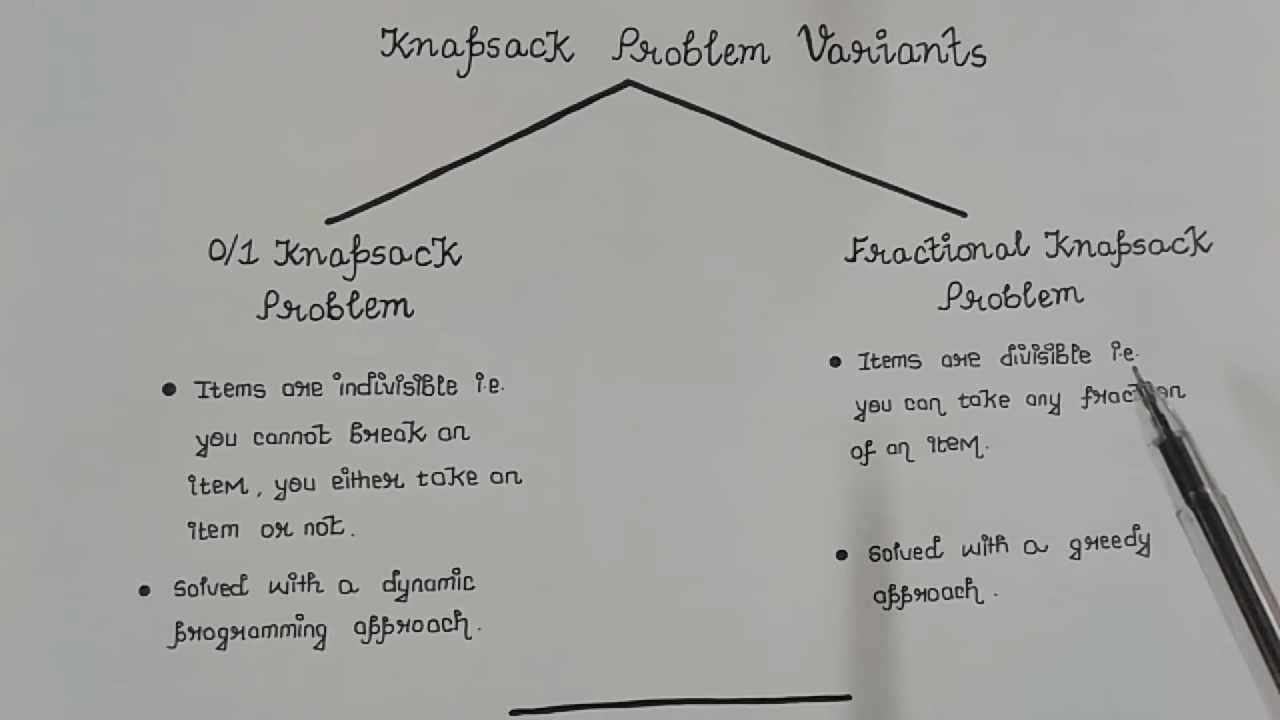 Knapsack Problem Variants
0/1 Knapsack
Problem
• Items are indivisible i.e.
you cannot break an
item, you either take an
item or not.
• Solved with a dynamic
programming approach.
Fractional Knapsack
Problem
• Items are divisible i.e.
you can take any fraction
of an item.
• Solved with a greedy
approach.